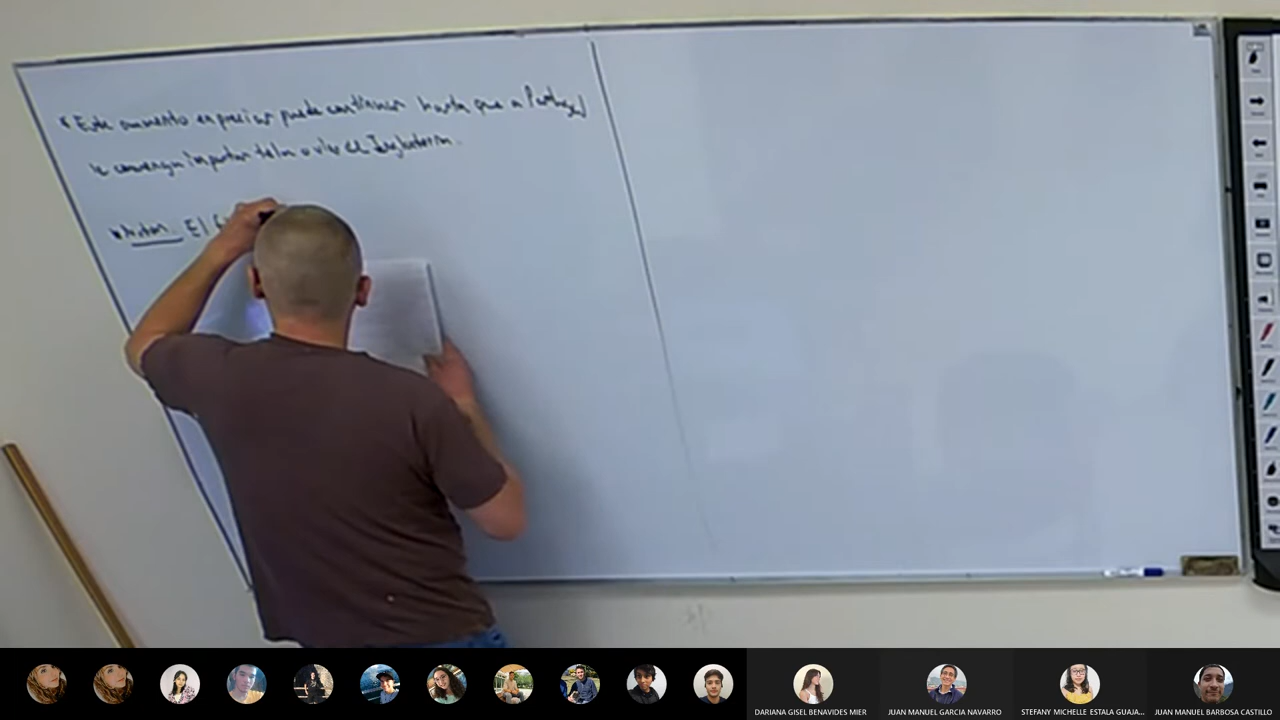 * Este aumento en precios puede continuar hasta que a Portugal
le convenga importar tela o vino de Inglaterra.
* Notar. El
DARIANA GISEL BENAVIDES MIER
JUAN MANUEL GARCIA NAVARRO
STEFANY MICHELLE ESTALA GUAJA...
JUAN MANUEL BARBOSA CASTILLO